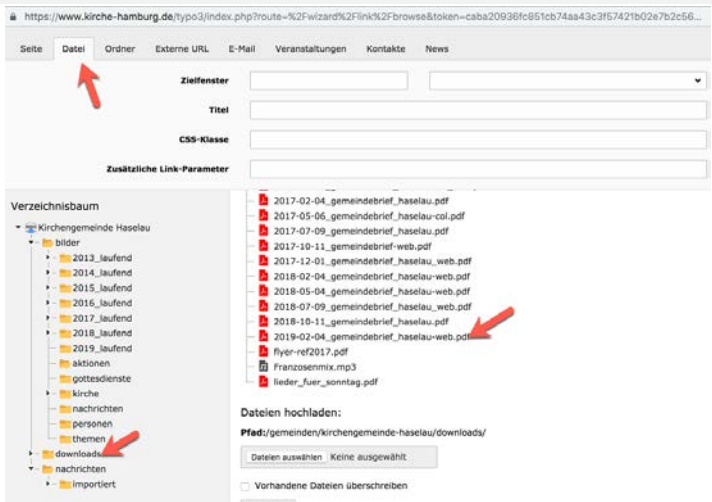 https://www.kirche-hamburg.de/typo3/index.php?route=%2Fwizard%2Flink%2Fbrowse&token=caba20936fc851cb74aa43c3f57421b02e7b2c56...
Seite Datei Ordner Externe URL E-Mail Veranstaltungen Kontakte News
Zielfenster
Titel
CSS-Klasse
Zusätzliche Link-Parameter
Verzeichnisbaum
Kirchengemeinde Haselau
bilder
2013_laufend
2014_laufend
2015_laufend
2016_laufend
2017_laufend
2018_laufend
2019_laufend
aktionen
gottesdienste
kirche
nachrichten
personen
themen
downloads
nachrichten
importiert
2017-02-04_gemeindebrief_haselau.pdf
2017-05-06_gemeindebrief_haselau-col.pdf
2017-07-09_gemeindebrief_haselau.pdf
2017-10-11_gemeindebrief-web.pdf
2017-12-01_gemeindebrief_haselau_web.pdf
2018-02-04_gemeindebrief_haselau-web.pdf
2018-05-04_gemeindebrief_haselau-web.pdf
2018-07-09_gemeindebrief_haselau_web.pdf
2018-10-11_gemeindebrief_haselau.pdf
2019-02-04_gemeindebrief_haselau-web.pdf
flyer-ref2017.pdf
Franzosenmix.mp3
lieder_fuer_sonntag.pdf
Dateien hochladen:
Pfad:/gemeinden/kirchengemeinde-haselau/downloads/
Dateien auswählen Keine ausgewählt
Vorhandene Dateien überschreiben